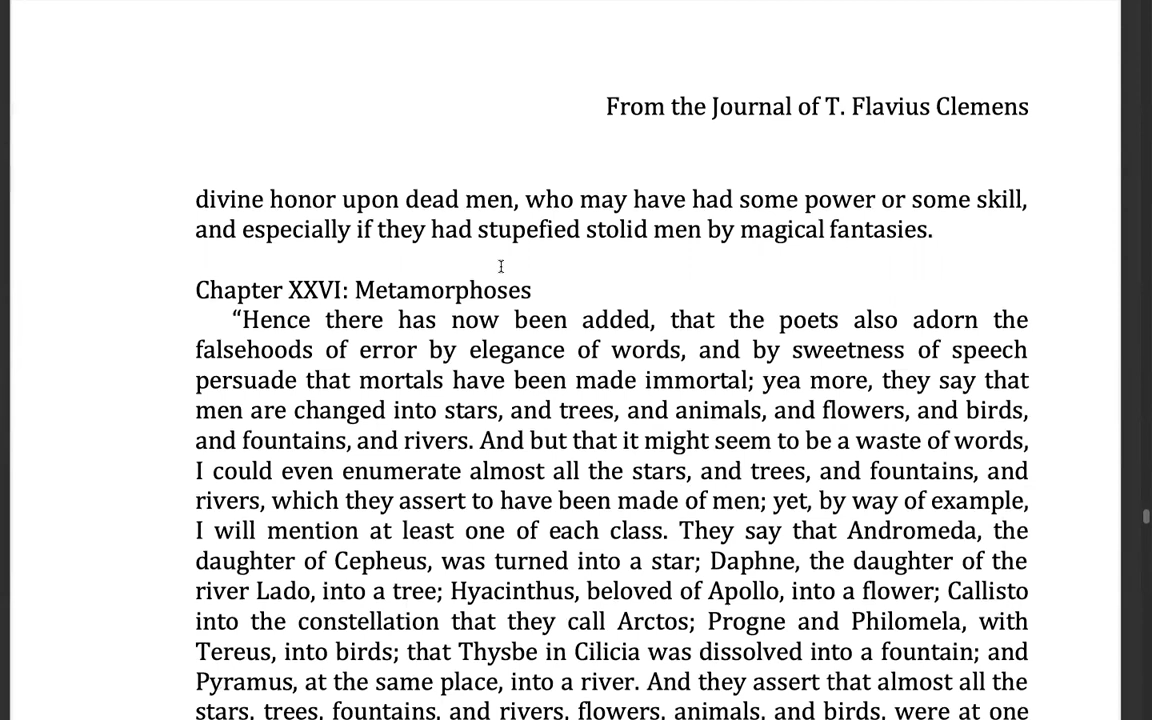 From the Journal of T. Flavius Clemens
divine honor upon dead men, who may have had some power or some skill,
and especially if they had stupefied stolid men by magical fantasies.
Chapter XXVI: Metamorphoses
“Hence there has now been added, that the poets also adorn the
falsehoods of error by elegance of words, and by sweetness of speech
persuade that mortals have been made immortal; yea more, they say that
men are changed into stars, and trees, and animals, and flowers, and birds,
and fountains, and rivers. And but that it might seem to be a waste of words,
I could even enumerate almost all the stars, and trees, and fountains, and
rivers, which they assert to have been made of men; yet, by way of example,
I will mention at least one of each class. They say that Andromeda, the
daughter of Cepheus, was turned into a star; Daphne, the daughter of the
river Lado, into a tree; Hyacinthus, beloved of Apollo, into a flower; Callisto
into the constellation that they call Arctos; Progne and Philomela, with
Tereus, into birds; that Thysbe in Cilicia was dissolved into a fountain; and
Pyramus, at the same place, into a river. And they assert that almost all the
stars, trees, fountains, and rivers, flowers, animals, and birds, were at one